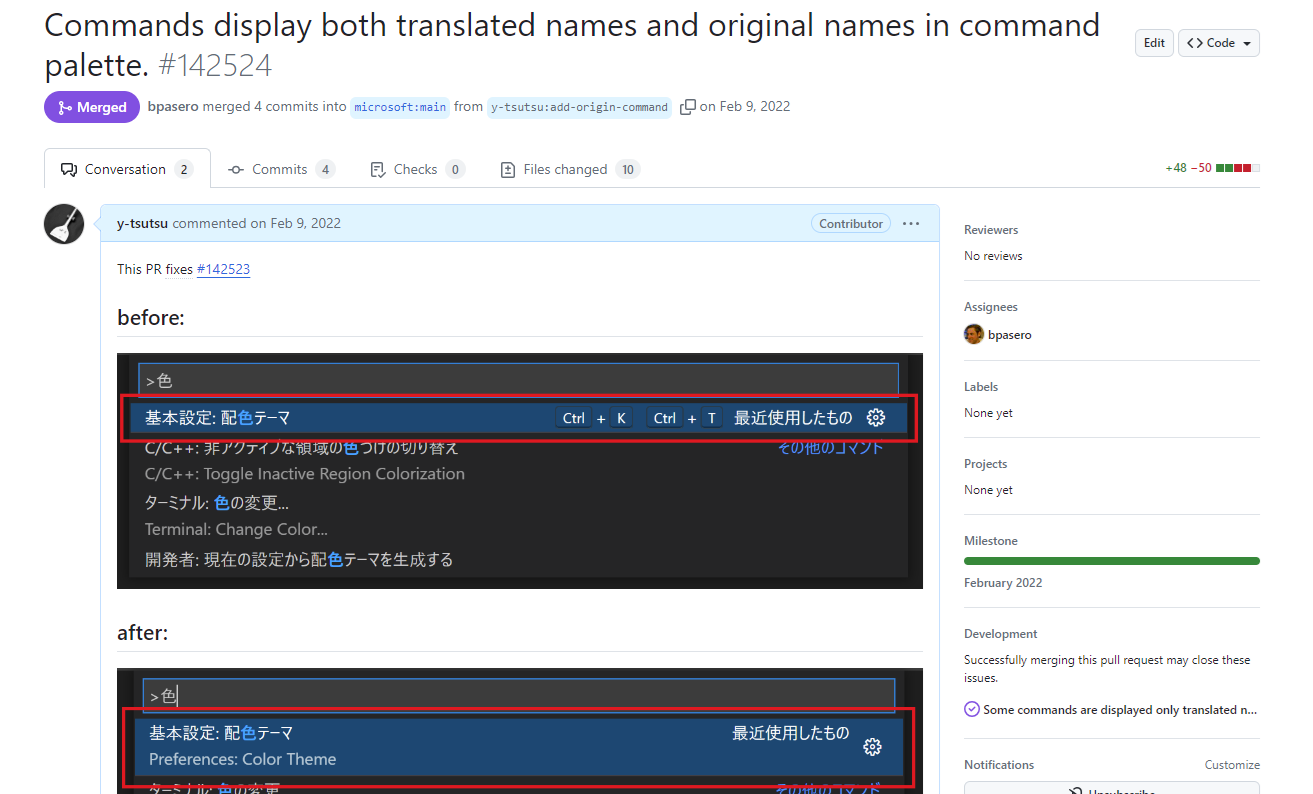 Commands display both translated names and original names in command
palette. #142524
Edit
Code
Merged
bpasero merged 4 commits into microsoft:main from y-tsutsu:add-origin-command on Feb 9, 2022
Conversation 2
Commits 4
Checks 0
Files changed 10
+48 −50
y-tsutsu commented on Feb 9, 2022
Contributor
This PR fixes #142523
before:
>色
基本設定: 配色テーマ Ctrl + K Ctrl + T 最近使用したもの
C/C++: 非アクティブな領域の色づけの切り替え その他のコマンド
C/C++: Toggle Inactive Region Colorization
ターミナル: 色の変更...
Terminal: Change Color...
開発者: 現在の設定から配色テーマを生成する
after:
>色
基本設定: 配色テーマ 最近使用したもの
Preferences: Color Theme
ターミナル: 色の変更 その他のコマンド
Reviewers
No reviews
Assignees
bpasero
Labels
None yet
Projects
None yet
Milestone
February 2022
Development
Successfully merging this pull request may close these
issues.
Some commands are displayed only translated n...
Notifications
Customize
Unsubscribe